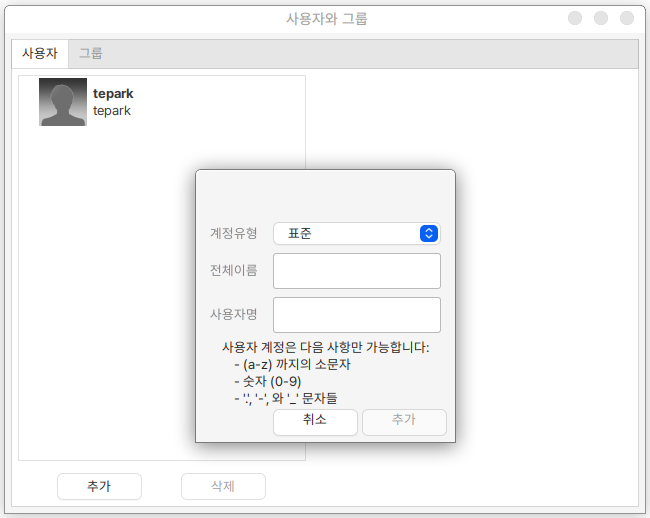 사용자와 그룹
사용자 그룹
tepark
tepark
계정유형 표준
전체이름
사용자명
사용자 계정은 다음 사항만 가능합니다:
- (a-z) 까지의 소문자
- 숫자 (0-9)
- '.', '-', 와 '_' 문자들
취소 추가
추가 삭제